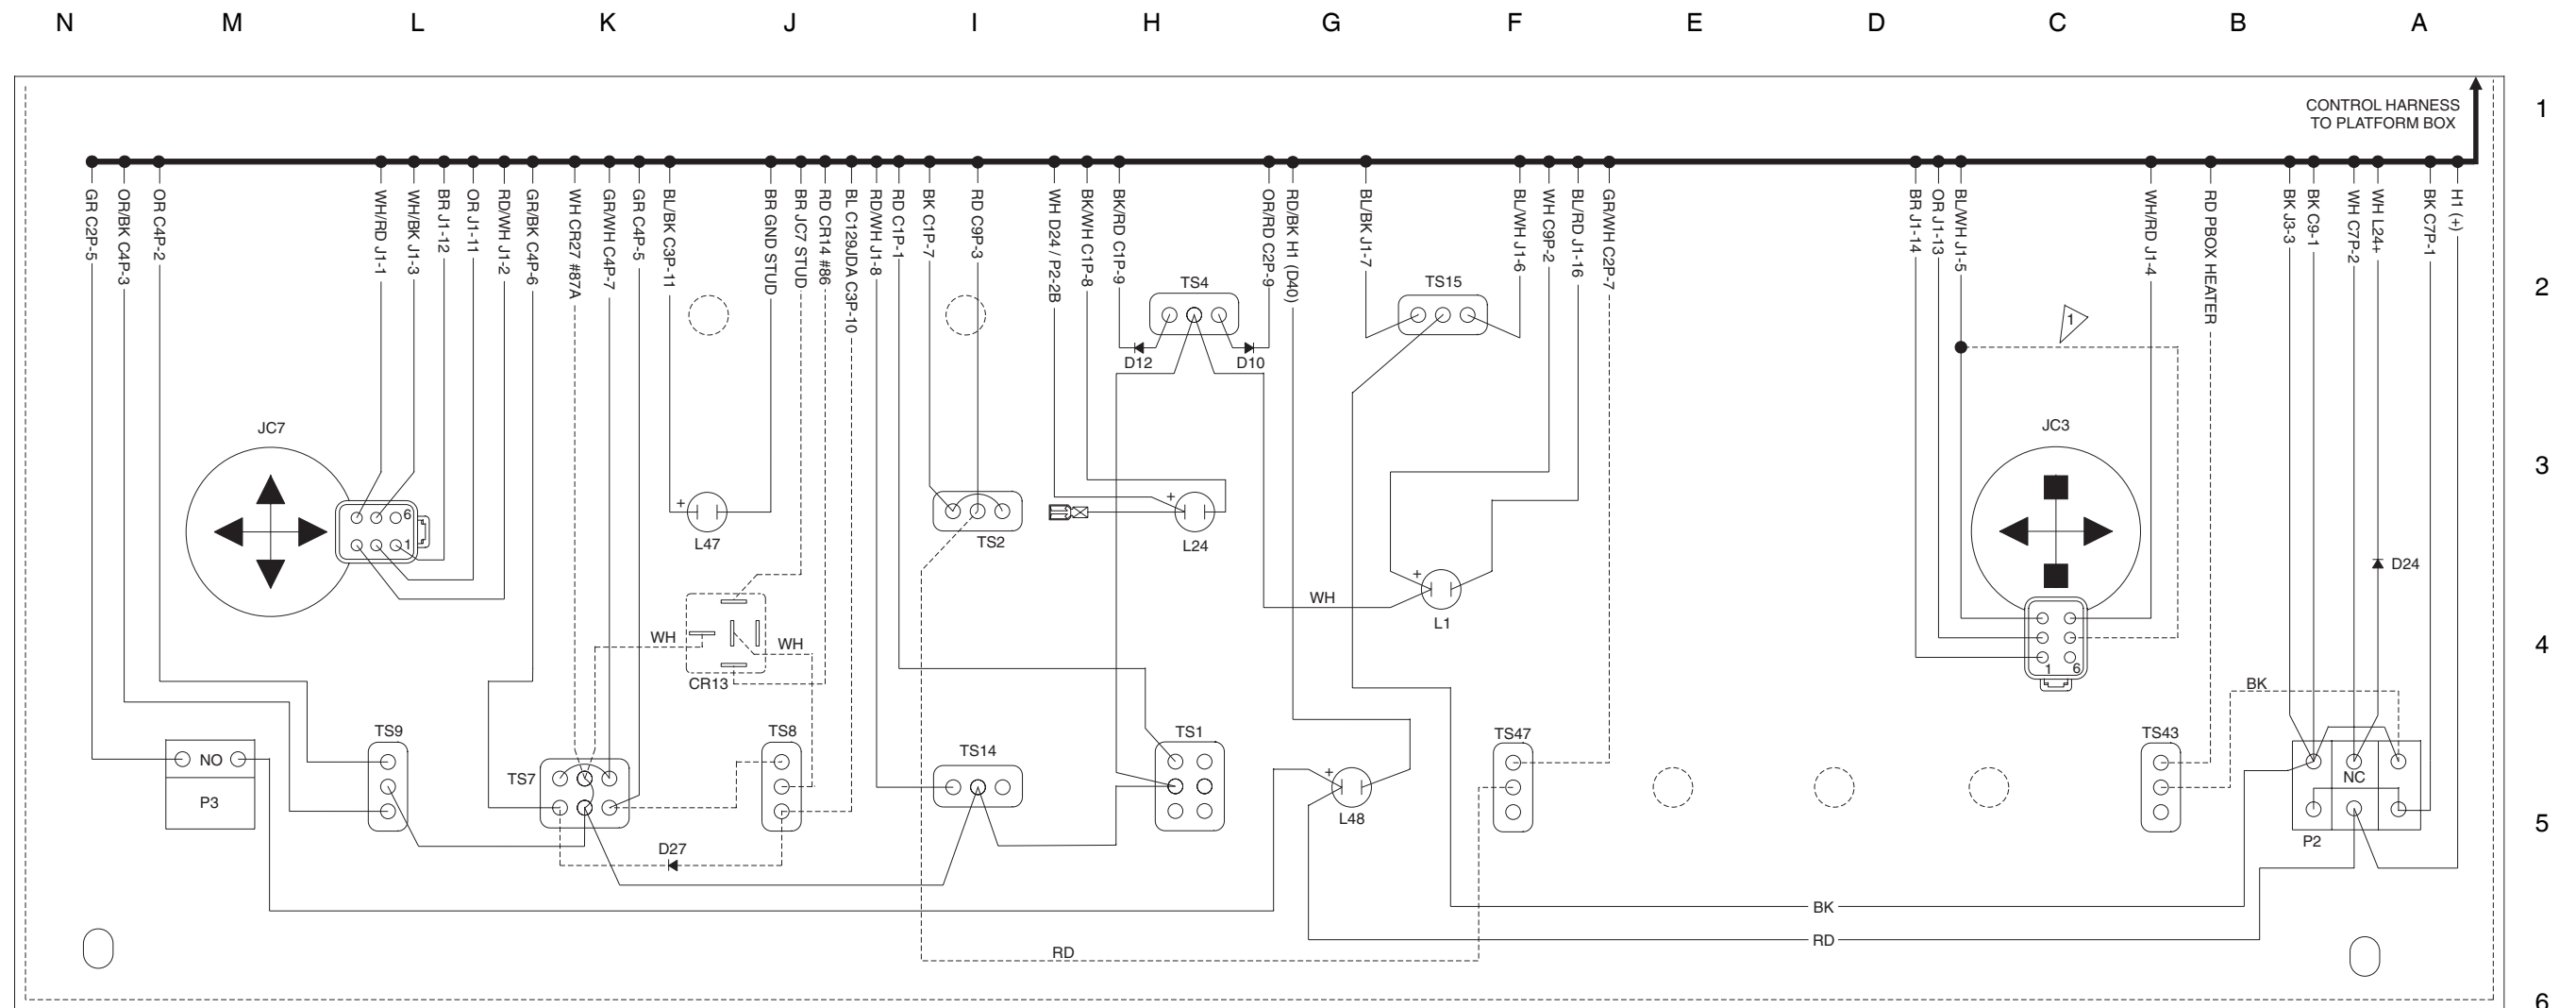 N M L K J I H G F E D C B A
1
CONTROL HARNESS
TO PLATFORM BOX
GR C2P-5
OR/BK C4P-3
OR C4P-2
WH/RD J1-1
WH/BK J1-3
BR J1-12
OR J1-11
RD/WH J1-2
GR/BK C4P-6
WH CR27 #87A
GR/WH C4P-7
GR C4P-5
BL/BK C3P-11
BR GND STUD
BR JC7 STUD
RD CR14 #86
BL C129JDA C3P-10
RD/WH J1-8
RD C1P-1
BK C1P-7
RD C9P-3
WH D24 / P2-2B
BK/WH C1P-8
BK/RD C1P-9
OR/RD C2P-9
RD/BK H1 (D40)
BL/BK J1-7
BL/WH J1-6
WH C9P-2
BL/RD J1-16
GR/WH C2P-7
BR J1-14
OR J1-13
BL/WH J1-5
WH/RD J1-4
RD PBOX HEATER
BK J3-3
BK C9-1
WH C7P-2
WH L24+
BK C7P-1
H1 (+)
2
TS4
TS15
1
D12
D10
JC7
JC3
3
6
1
+
L47
TS2
+
L24
D24
+
L1
WH
WH
WH
CR13
1 6
4
BK
TS9
TS8
TS14
TS1
TS47
TS43
NO
P3
TS7
+
L48
NC
P2
5
D27
BK
RD
RD
6